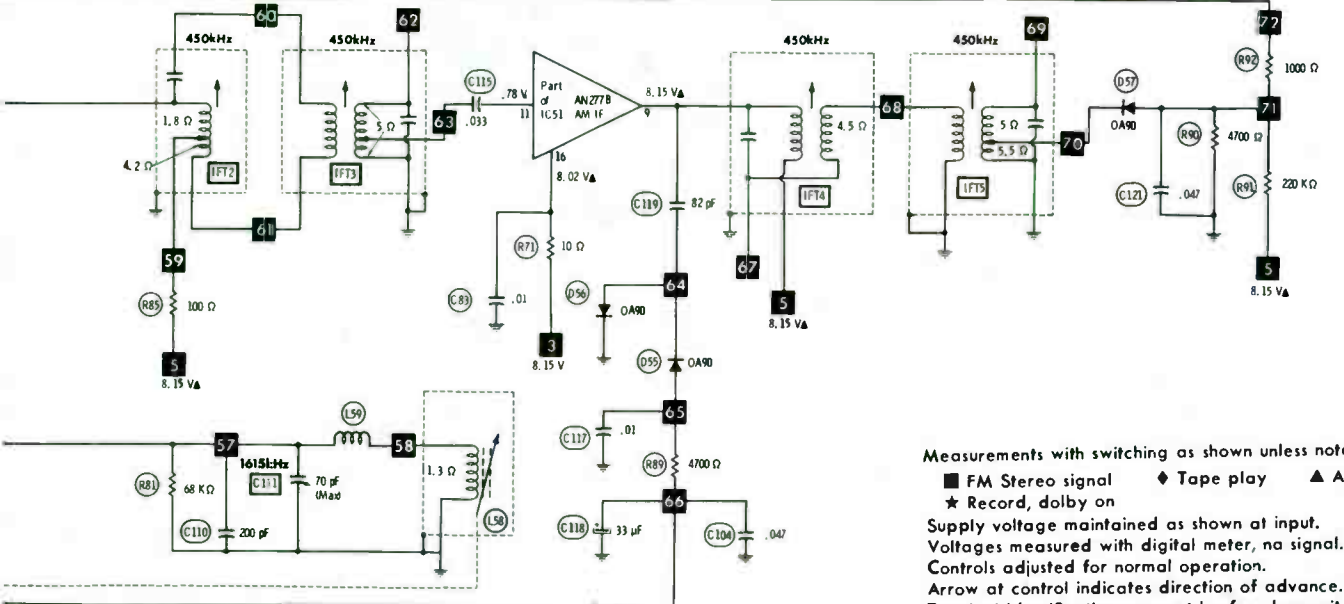 60
62
69
72
450kHz
450kHz
450kHz
450kHz
C115
.033
.78 V
11
Part
of
IC51
AN277B
AM IF
8.15 V▲
9
16
8.02 V▲
63
1.8 Ω
4.2 Ω
IFT2
5 Ω
IFT3
61
59
R85
100 Ω
5
8.15 V▲
C83
.01
R71
10 Ω
3
8.15 V
C119
82 pF
64
D56
OA90
D55
OA90
65
C117
.01
R89
4700 Ω
66
C118
+
33 µF
C104
.047
4.5 Ω
IFT4
67
5
8.15 V▲
68
5 Ω
5.5 Ω
IFT5
70
D57
OA90
R92
1000 Ω
71
R90
4700 Ω
C121
.047
R91
220 KΩ
5
8.15 V▲
57
1615kHz
C111
70 pF
(Max)
R81
68 KΩ
C110
200 pF
L59
58
1.3 Ω
L58
Measurements with switching as shown unless note
■ FM Stereo signal ♦ Tape play ▲ A
★ Record, dolby on
Supply voltage maintained as shown at input.
Voltages measured with digital meter, no signal.
Controls adjusted for normal operation.
Arrow at control indicates direction of advance.